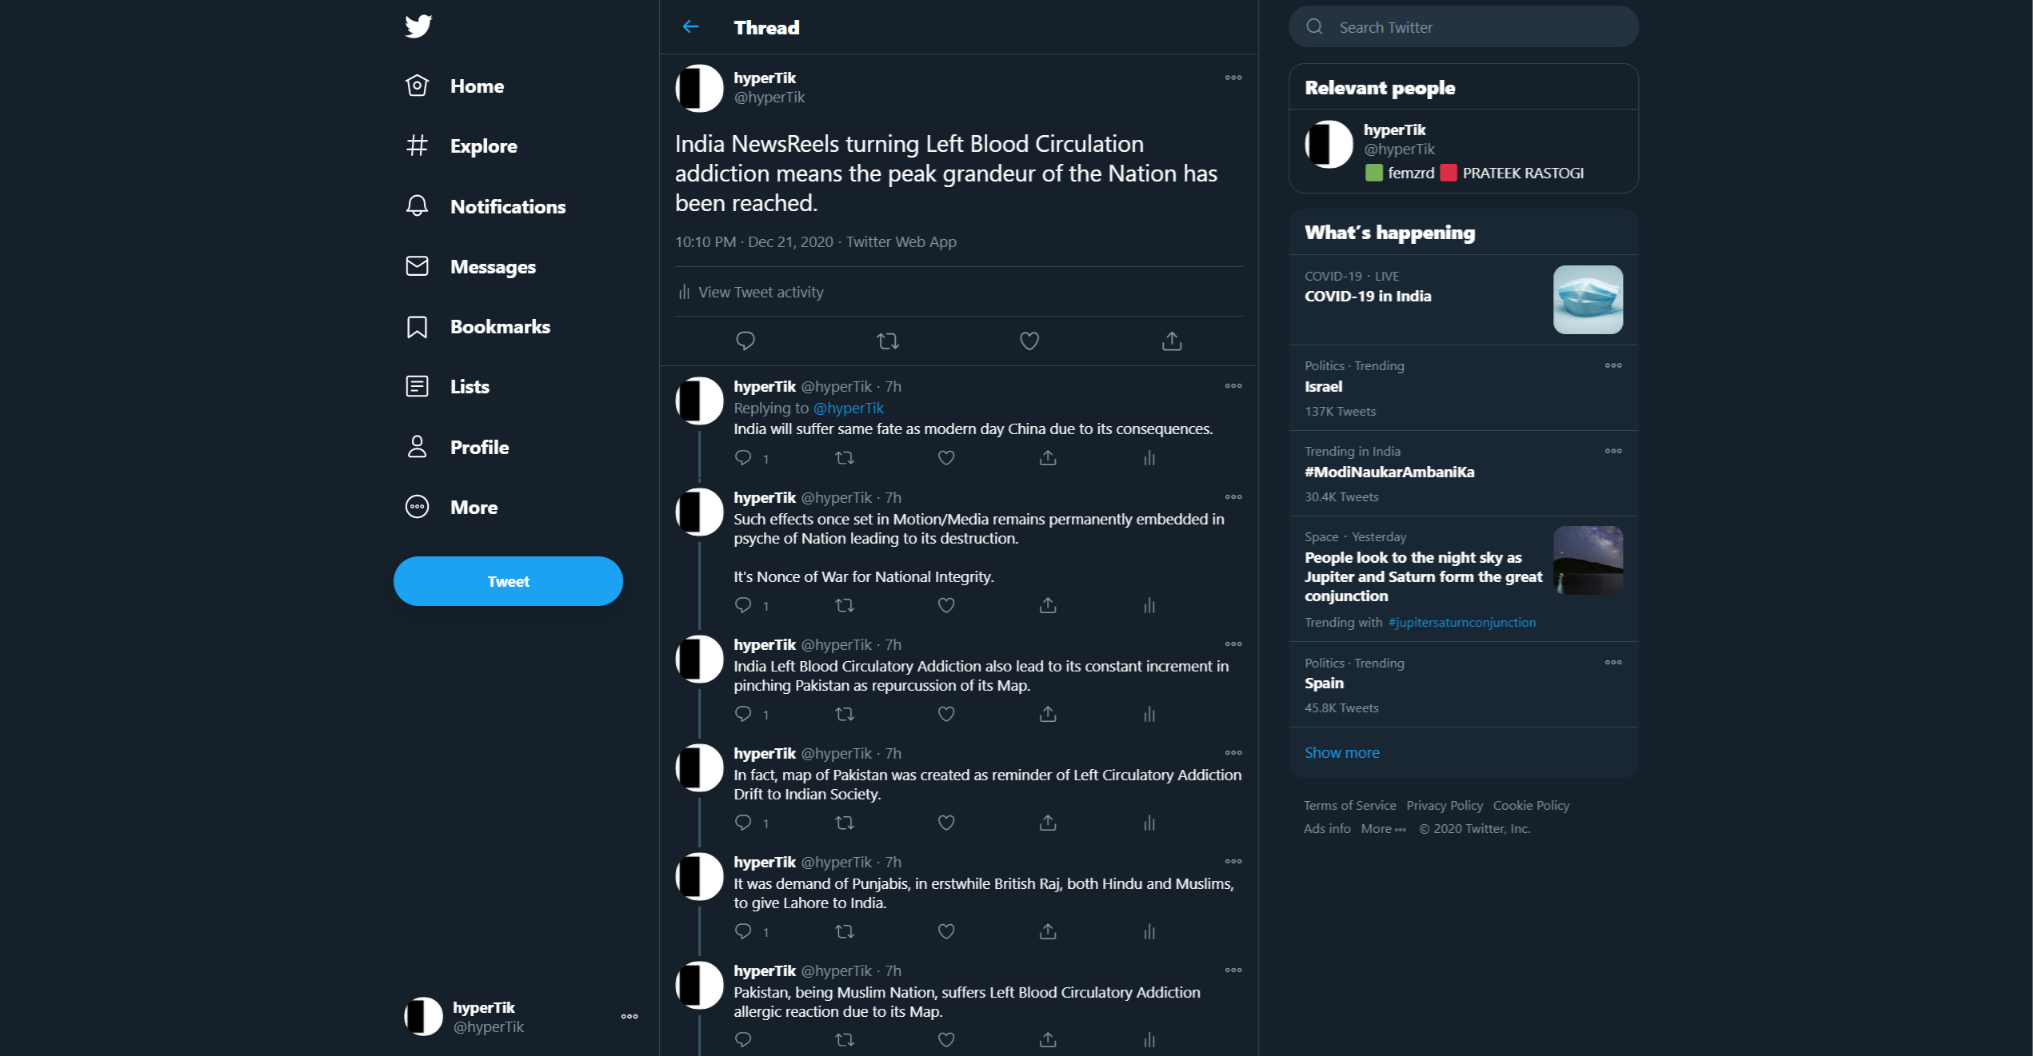 Home
Explore
Notifications
Messages
Bookmarks
Lists
Profile
More
Tweet
hyperTik
@hyperTik
Thread
hyperTik
@hyperTik
India NewsReels turning Left Blood Circulation
addiction means the peak grandeur of the Nation has
been reached.
10:10 PM · Dec 21, 2020 · Twitter Web App
View Tweet activity
hyperTik @hyperTik · 7h
Replying to @hyperTik
India will suffer same fate as modern day China due to its consequences.
1
hyperTik @hyperTik · 7h
Such effects once set in Motion/Media remains permanently embedded in
psyche of Nation leading to its destruction.
It's Nonce of War for National Integrity.
1
hyperTik @hyperTik · 7h
India Left Blood Circulatory Addiction also lead to its constant increment in
pinching Pakistan as repurcussion of its Map.
1
hyperTik @hyperTik · 7h
In fact, map of Pakistan was created as reminder of Left Circulatory Addiction
Drift to Indian Society.
1
hyperTik @hyperTik · 7h
It was demand of Punjabis, in erstwhile British Raj, both Hindu and Muslims,
to give Lahore to India.
1
hyperTik @hyperTik · 7h
Pakistan, being Muslim Nation, suffers Left Blood Circulatory Addiction
allergic reaction due to its Map.
Search Twitter
Relevant people
hyperTik
@hyperTik
femzrd PRATEEK RASTOGI
What's happening
COVID-19 · LIVE
COVID-19 in India
Politics · Trending
Israel
137K Tweets
Trending in India
#ModiNaukarAmbaniKa
30.4K Tweets
Space · Yesterday
People look to the night sky as
Jupiter and Saturn form the great
conjunction
Trending with #jupitersaturnconjunction
Politics · Trending
Spain
45.8K Tweets
Show more
Terms of Service Privacy Policy Cookie Policy
Ads info More © 2020 Twitter, Inc.